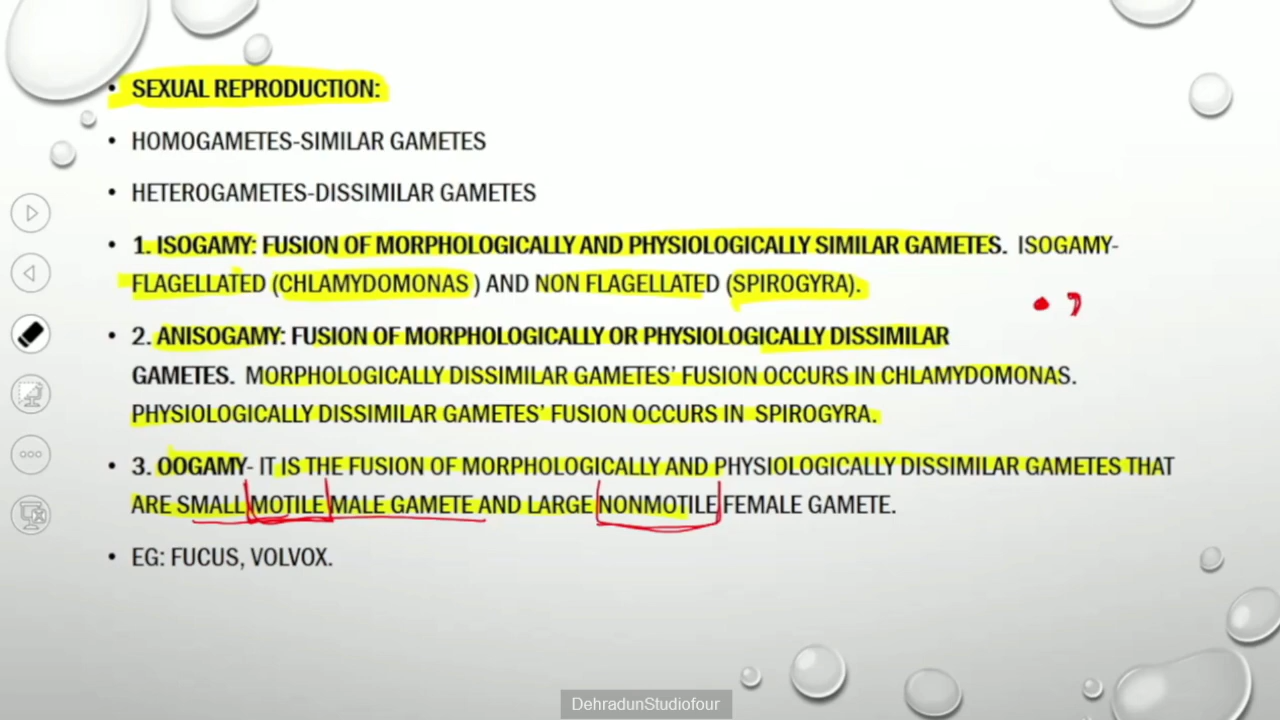 • SEXUAL REPRODUCTION:
• HOMOGAMETES-SIMILAR GAMETES
• HETEROGAMETES-DISSIMILAR GAMETES
• 1. ISOGAMY: FUSION OF MORPHOLOGICALLY AND PHYSIOLOGICALLY SIMILAR GAMETES. ISOGAMY-
FLAGELLATED (CHLAMYDOMONAS ) AND NON FLAGELLATED (SPIROGYRA).
• 2. ANISOGAMY: FUSION OF MORPHOLOGICALLY OR PHYSIOLOGICALLY DISSIMILAR
GAMETES. MORPHOLOGICALLY DISSIMILAR GAMETES' FUSION OCCURS IN CHLAMYDOMONAS.
PHYSIOLOGICALLY DISSIMILAR GAMETES' FUSION OCCURS IN SPIROGYRA.
• 3. OOGAMY- IT IS THE FUSION OF MORPHOLOGICALLY AND PHYSIOLOGICALLY DISSIMILAR GAMETES THAT
ARE SMALL MOTILE MALE GAMETE AND LARGE NONMOTILE FEMALE GAMETE.
• EG: FUCUS, VOLVOX.
DehradunStudiofour